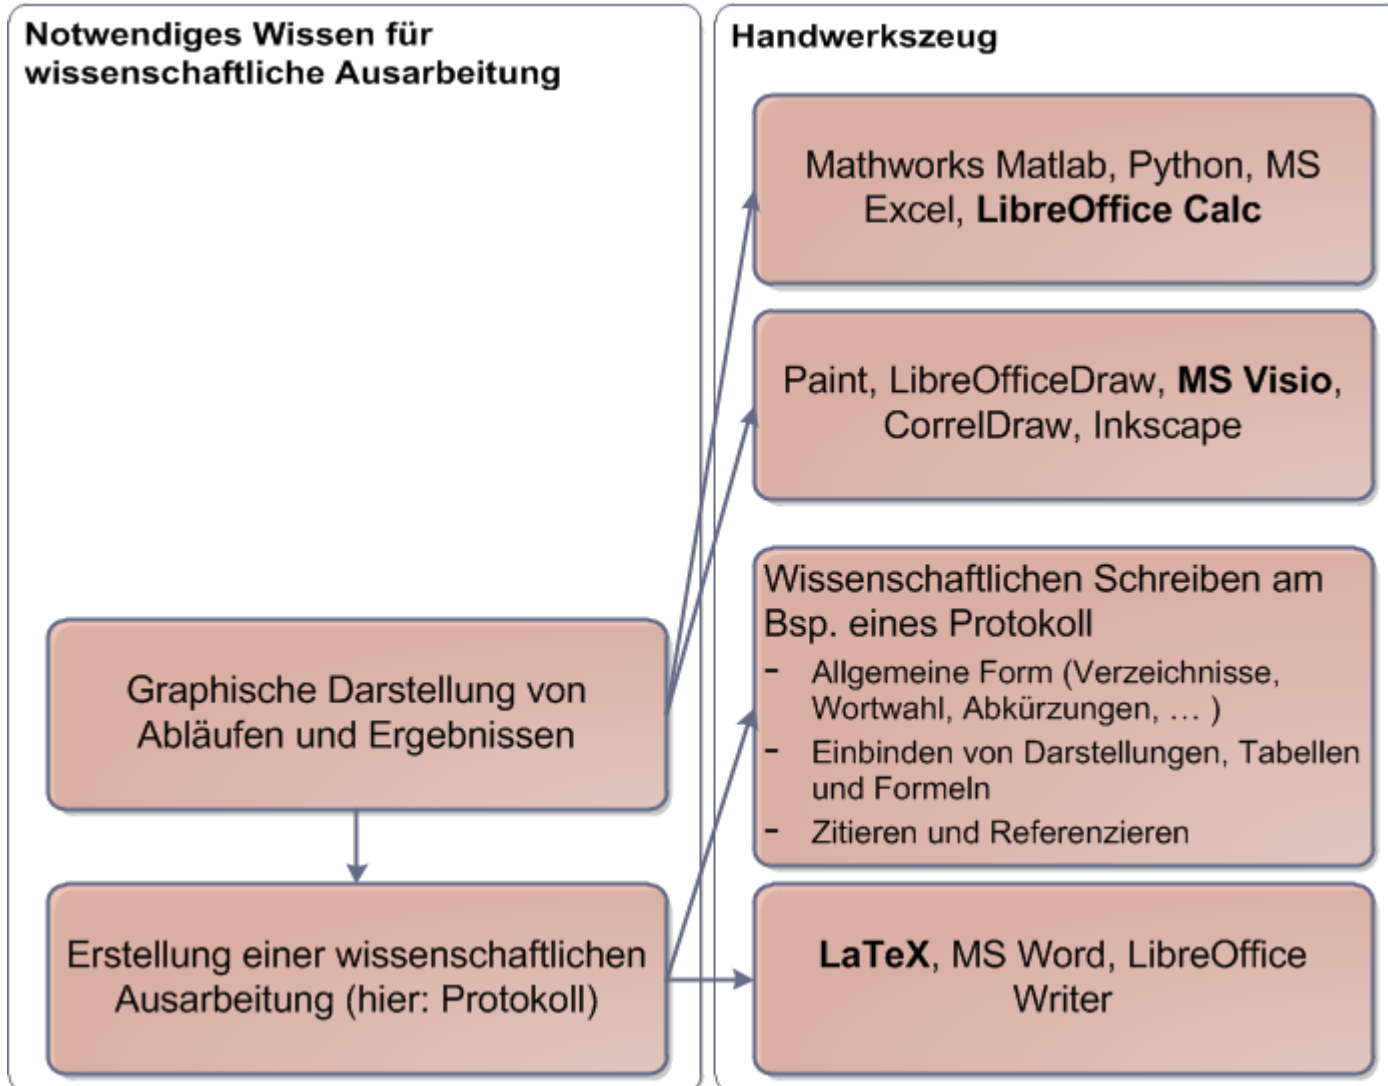 Notwendiges Wissen für
wissenschaftliche Ausarbeitung
Graphische Darstellung von
Abläufen und Ergebnissen
Erstellung einer wissenschaftlichen
Ausarbeitung (hier: Protokoll)
Handwerkszeug
Mathworks Matlab, Python, MS
Excel, LibreOffice Calc
Paint, LibreOfficeDraw, MS Visio,
CorrelDraw, Inkscape
Wissenschaftlichen Schreiben am
Bsp. eines Protokoll
- Allgemeine Form (Verzeichnisse,
Wortwahl, Abkürzungen, … )
- Einbinden von Darstellungen, Tabellen
und Formeln
- Zitieren und Referenzieren
LaTeX, MS Word, LibreOffice
Writer